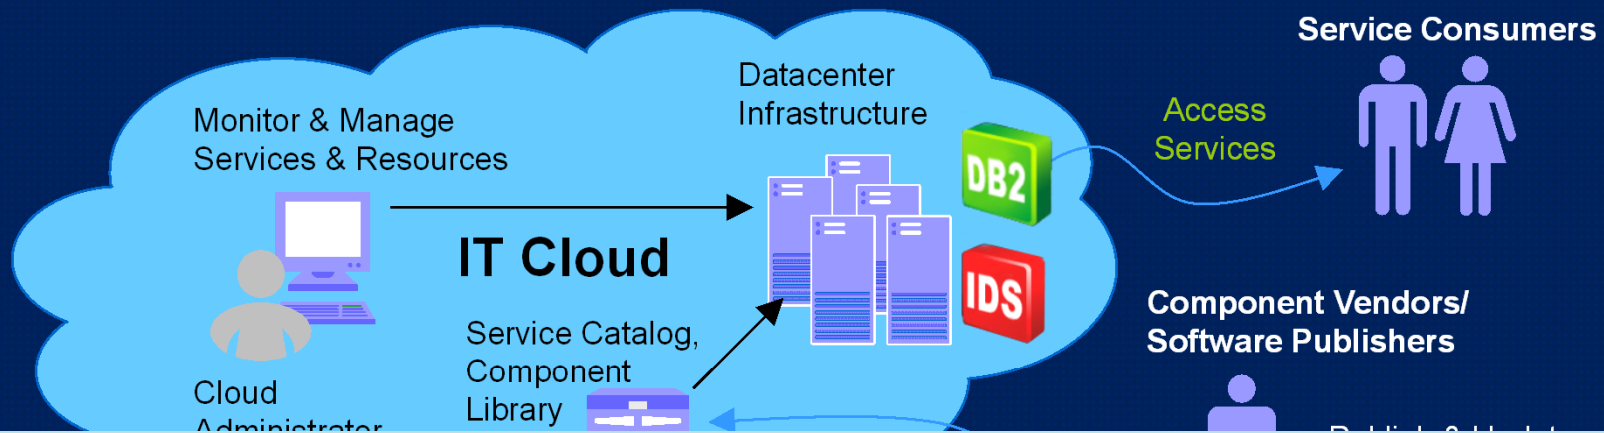 Service Consumers
Datacenter
Infrastructure
Access
Services
Monitor & Manage
Services & Resources
DB2
IT Cloud
IDS
Component Vendors/
Software Publishers
Service Catalog,
Component
Library
Cloud
Administrator